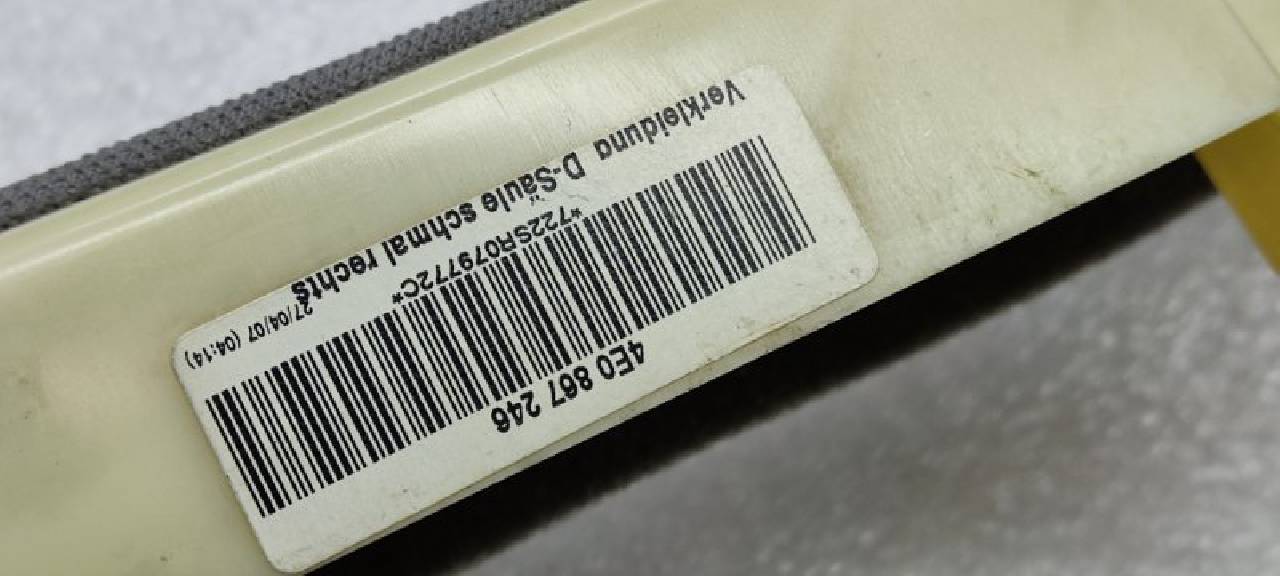 4E0 867 246
*722SR079772C*
27/04/07 (04:14)
Verkleidung D-Säule schmal rechts